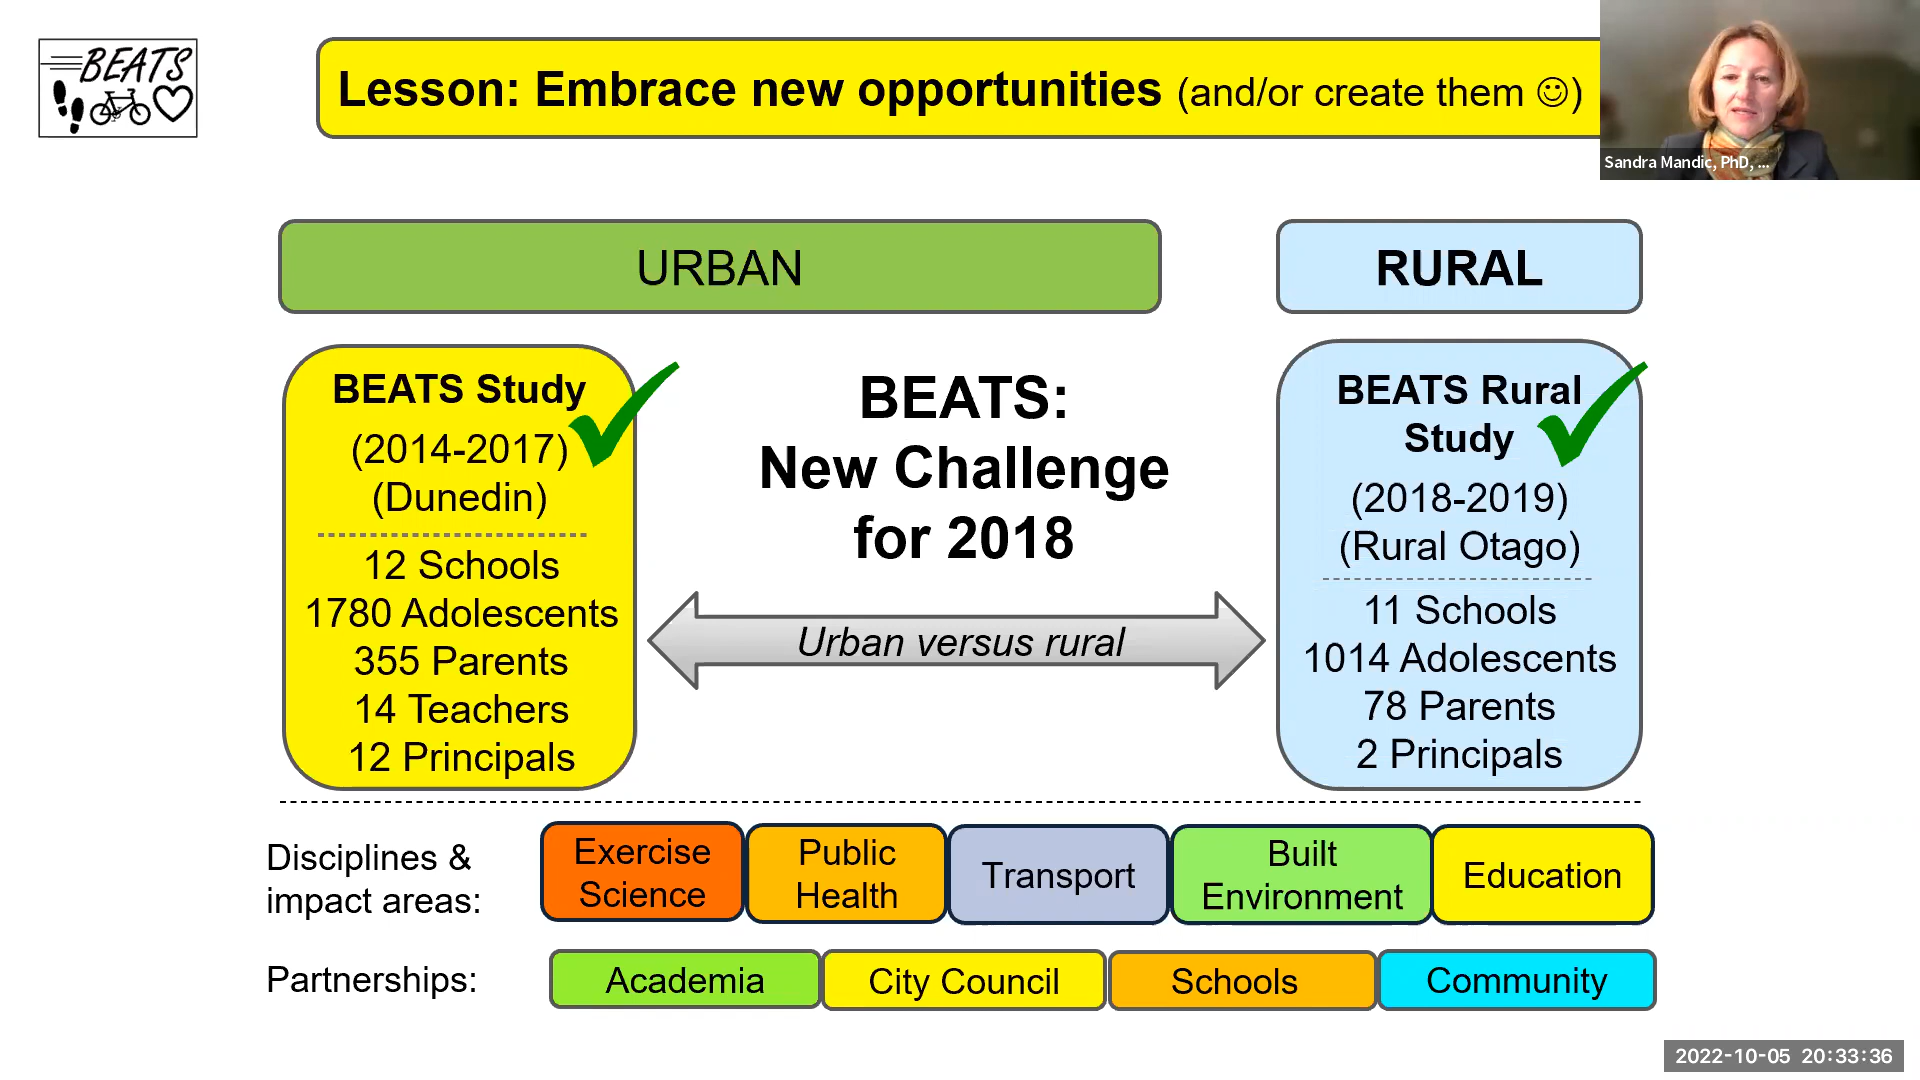 BEATS
Lesson: Embrace new opportunities (and/or create them ☺)
Sandra Mandic, PhD, ...
URBAN
RURAL
BEATS Study
(2014-2017)
(Dunedin)
12 Schools
1780 Adolescents
355 Parents
14 Teachers
12 Principals
BEATS:
New Challenge
for 2018
Urban versus rural
BEATS Rural
Study
(2018-2019)
(Rural Otago)
11 Schools
1014 Adolescents
78 Parents
2 Principals
Disciplines &
impact areas:
Exercise
Science
Public
Health
Transport
Built
Environment
Education
Partnerships:
Academia
City Council
Schools
Community
2022-10-05 20:33:36